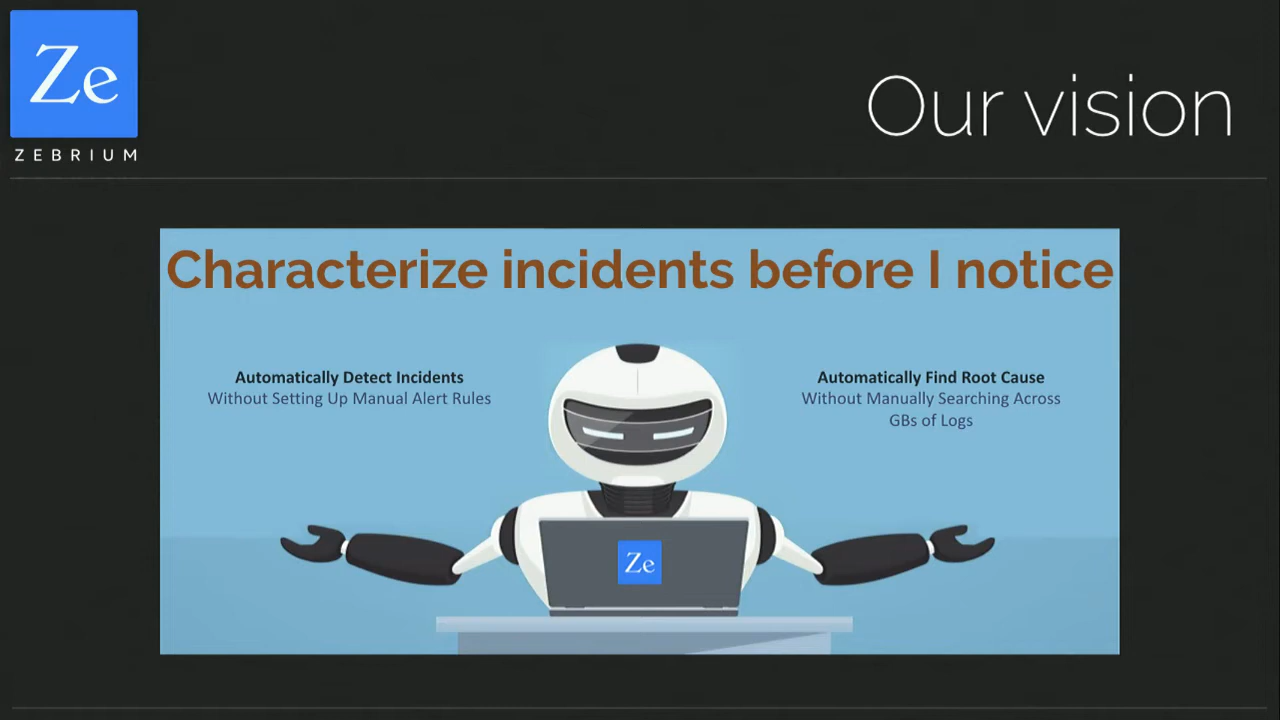 Ze
ZEBRIUM
Our vision
Characterize incidents before I notice
Automatically Detect Incidents
Without Setting Up Manual Alert Rules
Automatically Find Root Cause
Without Manually Searching Across
GBs of Logs
Ze